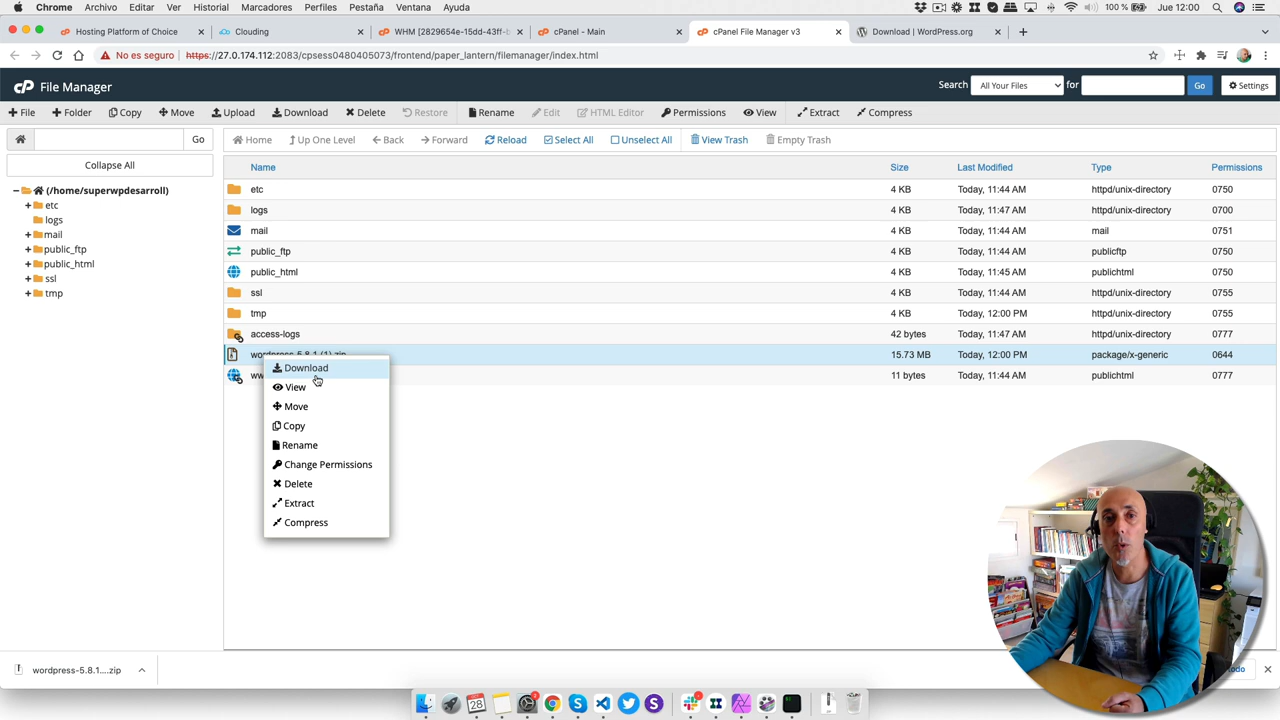 Chrome Archivo Editar Ver Historial Marcadores Perfiles Pestaña Ventana Ayuda 100 % Jue 12:00
Hosting Platform of Choice × Clouding × WHM [2829654e-15dd-43ff-b × cPanel - Main × cPanel File Manager v3 × Download | WordPress.org × +
No es seguro https://27.0.174.112:2083/cpsess0480405073/frontend/paper_lantern/filemanager/index.html
cP File Manager Search All Your Files for Go Settings
File Folder Copy Move Upload Download Delete Restore Rename Edit HTML Editor Permissions View Extract Compress
Go Home Up One Level Back Forward Reload Select All Unselect All View Trash Empty Trash
Collapse All
Name Size Last Modified Type Permissions
(/home/superwpdesarroll)
etc
logs
mail
public_ftp
public_html
ssl
tmp
etc 4 KB Today, 11:44 AM httpd/unix-directory 0750
logs 4 KB Today, 11:47 AM httpd/unix-directory 0700
mail 4 KB Today, 11:44 AM mail 0751
public_ftp 4 KB Today, 11:44 AM publicftp 0750
public_html 4 KB Today, 11:45 AM publichtml 0750
ssl 4 KB Today, 11:44 AM httpd/unix-directory 0755
tmp 4 KB Today, 12:00 PM httpd/unix-directory 0755
access-logs 42 bytes Today, 11:47 AM httpd/unix-directory 0777
wordpress-5.8.1 (1).zip 15.73 MB Today, 12:00 PM package/x-generic 0644
ww 11 bytes Today, 11:44 AM publichtml 0777
Download
View
Move
Copy
Rename
Change Permissions
Delete
Extract
Compress
wordpress-5.8.1....zip
28